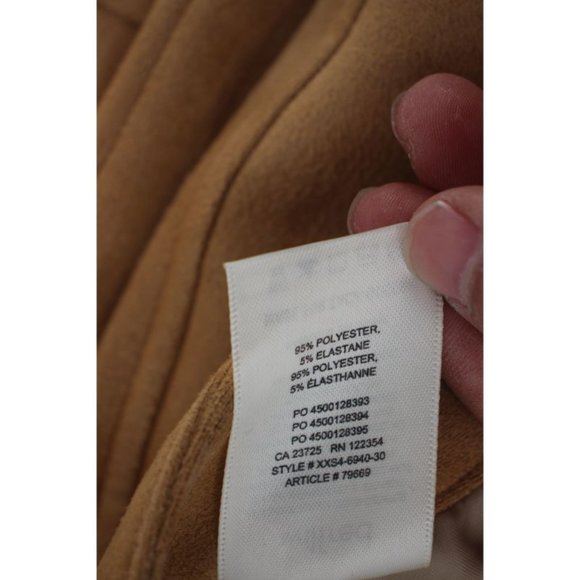 95% POLYESTER,
5% ELASTANE
95% POLYESTER,
5% ÉLASTHANNE
PO 4500128393
PO 4500128394
PO 4500128395
CA 23725 RN 122354
STYLE # XXS4-6940-30
ARTICLE # 79669